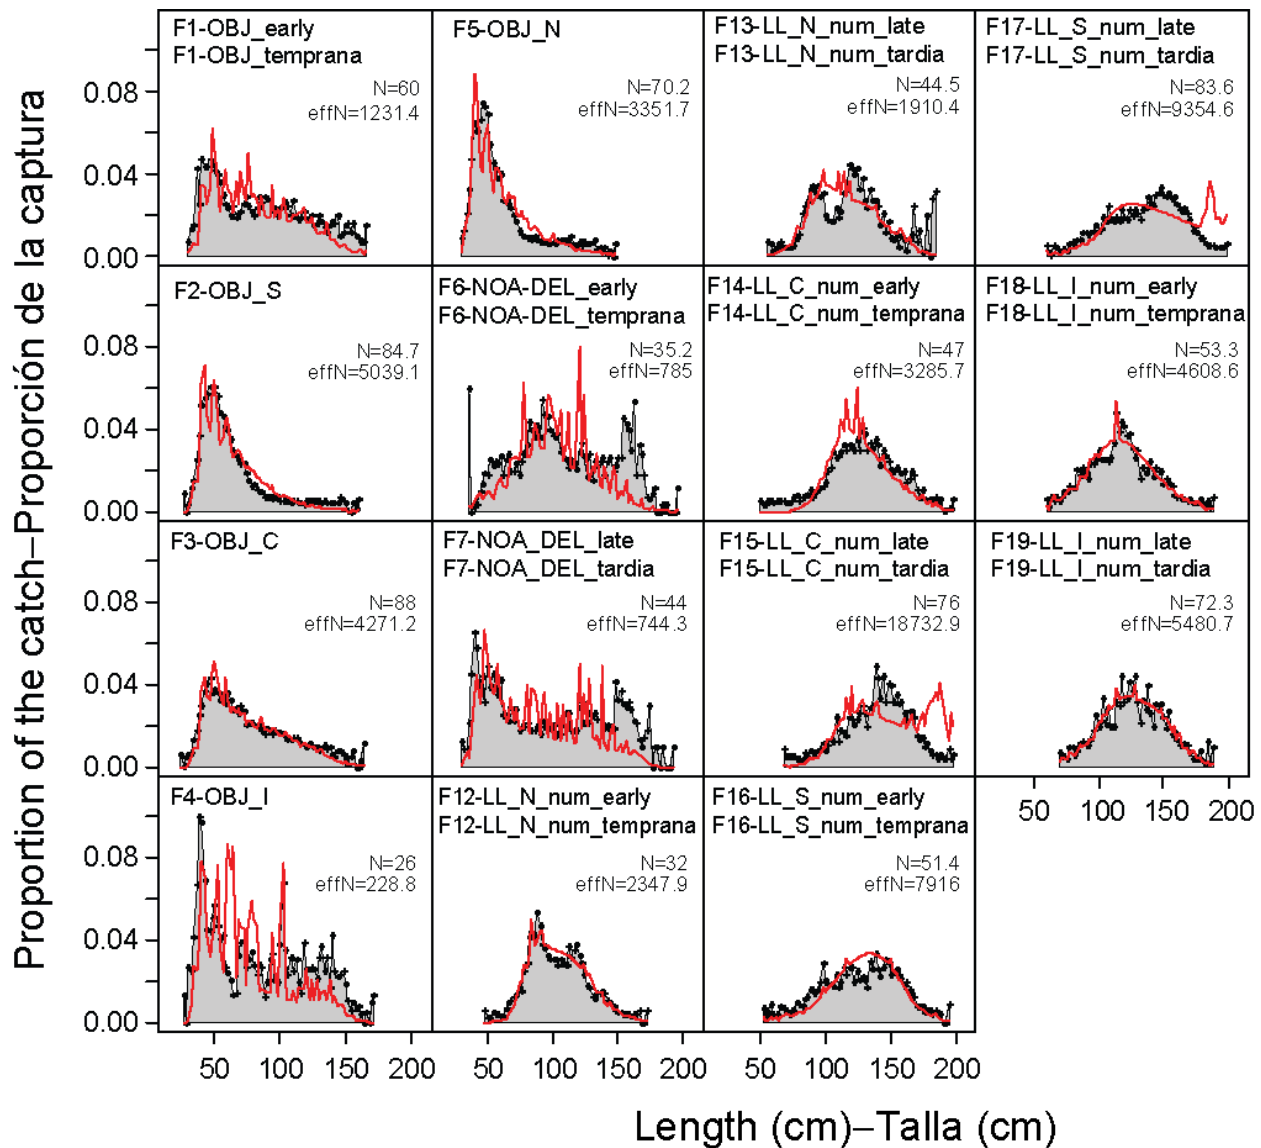 Proportion of the catch–Proporción de la captura
F1-OBJ_early
F1-OBJ_temprana
N=60
effN=1231.4
F5-OBJ_N
N=70.2
effN=3351.7
F13-LL_N_num_late
F13-LL_N_num_tardia
N=44.5
effN=1910.4
F17-LL_S_num_late
F17-LL_S_num_tardia
N=83.6
effN=9354.6
0.08
0.04
0.00
F2-OBJ_S
N=84.7
effN=5039.1
F6-NOA-DEL_early
F6-NOA-DEL_temprana
N=35.2
effN=785
F14-LL_C_num_early
F14-LL_C_num_temprana
N=47
effN=3285.7
F18-LL_I_num_early
F18-LL_I_num_temprana
N=53.3
effN=4608.6
0.08
0.04
0.00
F3-OBJ_C
N=88
effN=4271.2
F7-NOA_DEL_late
F7-NOA_DEL_tardia
N=44
effN=744.3
F15-LL_C_num_late
F15-LL_C_num_tardia
N=76
effN=18732.9
F19-LL_I_num_late
F19-LL_I_num_tardia
N=72.3
effN=5480.7
0.08
0.04
0.00
50 100 150 200
F4-OBJ_I
N=26
effN=228.8
F12-LL_N_num_early
F12-LL_N_num_temprana
N=32
effN=2347.9
F16-LL_S_num_early
F16-LL_S_num_temprana
N=51.4
effN=7916
0.08
0.04
0.00
50 100 150 200
50 100 150 200
50 100 150 200
Length (cm)–Talla (cm)